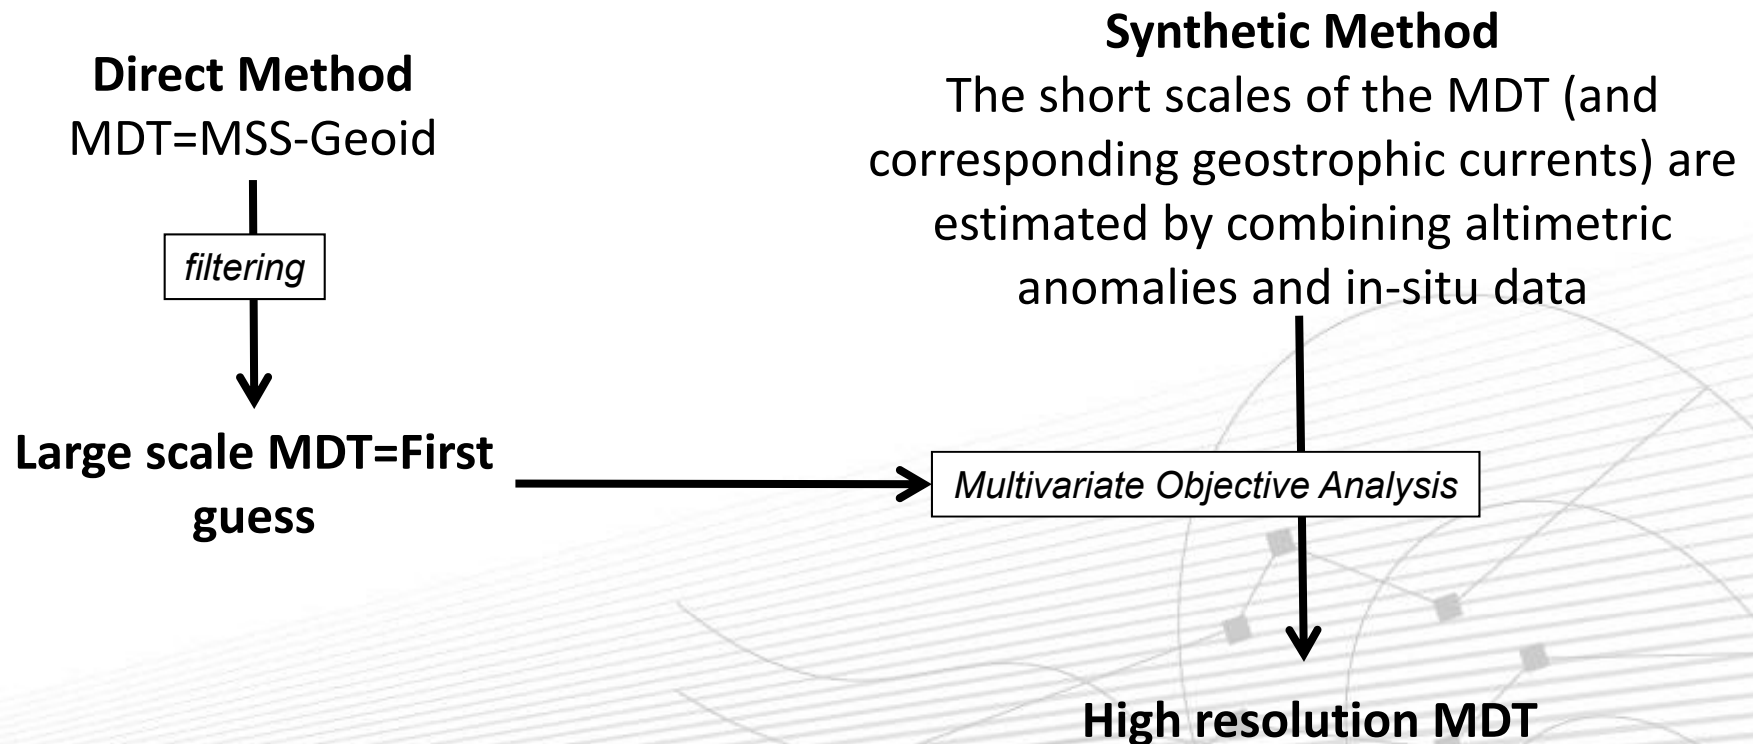 Direct Method
MDT=MSS-Geoid
filtering
Large scale MDT=First
guess
Synthetic Method
The short scales of the MDT (and
corresponding geostrophic currents) are
estimated by combining altimetric
anomalies and in-situ data
Multivariate Objective Analysis
High resolution MDT